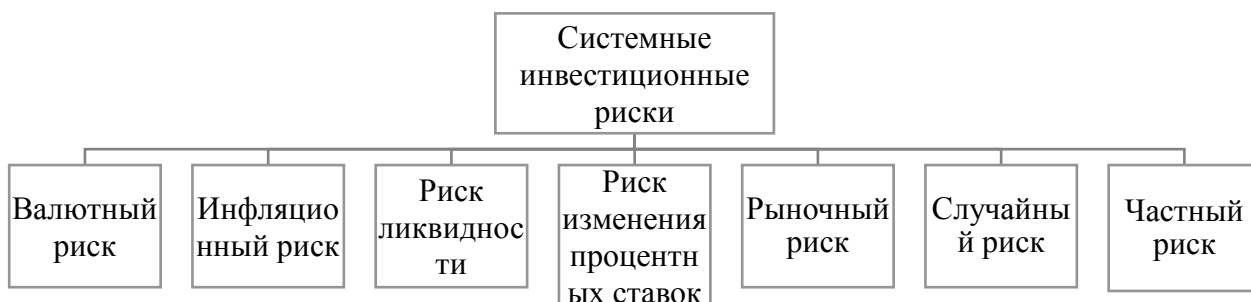 Системные
инвестиционные
риски
Валютный
риск
Инфляцио
нный риск
Риск
ликвиднос
ти
Риск
изменения
процентн
ых ставок
Рыночный
риск
Случайны
й риск
Частный
риск